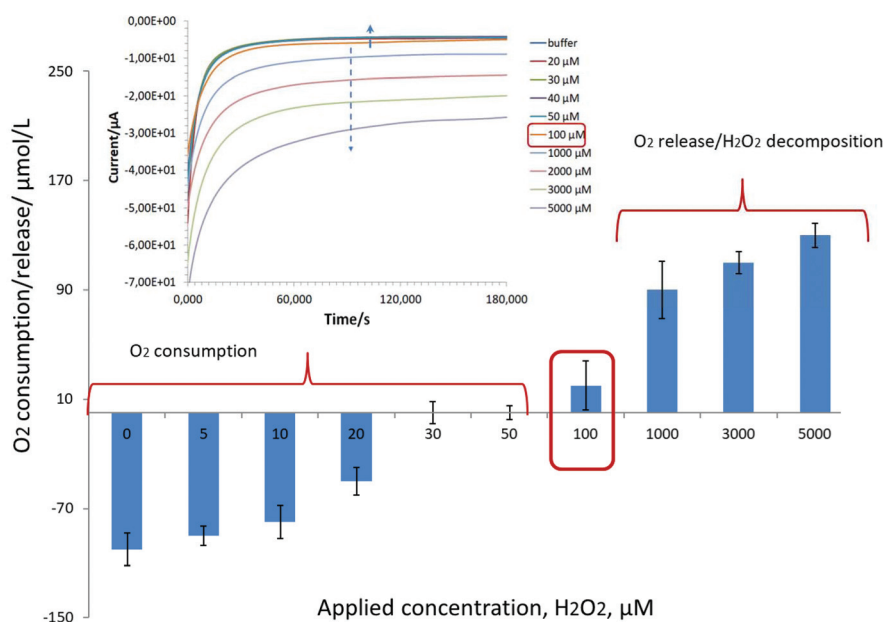 0,00E+00
-1,00E+01
-2,00E+01
-3,00E+01
-4,00E+01
-5,00E+01
-6,00E+01
-7,00E+01
Current/µA
0,000
60,000
120,000
180,000
Time/s
buffer
20 µM
30 µM
40 µM
50 µM
100 µM
1000 µM
2000 µM
3000 µM
5000 µM
O2 consumption/release/ µmol/L
250
170
90
10
-70
-150
O2 consumption
O2 release/H2O2 decomposition
0
5
10
20
30
50
100
1000
3000
5000
Applied concentration, H2O2, µM